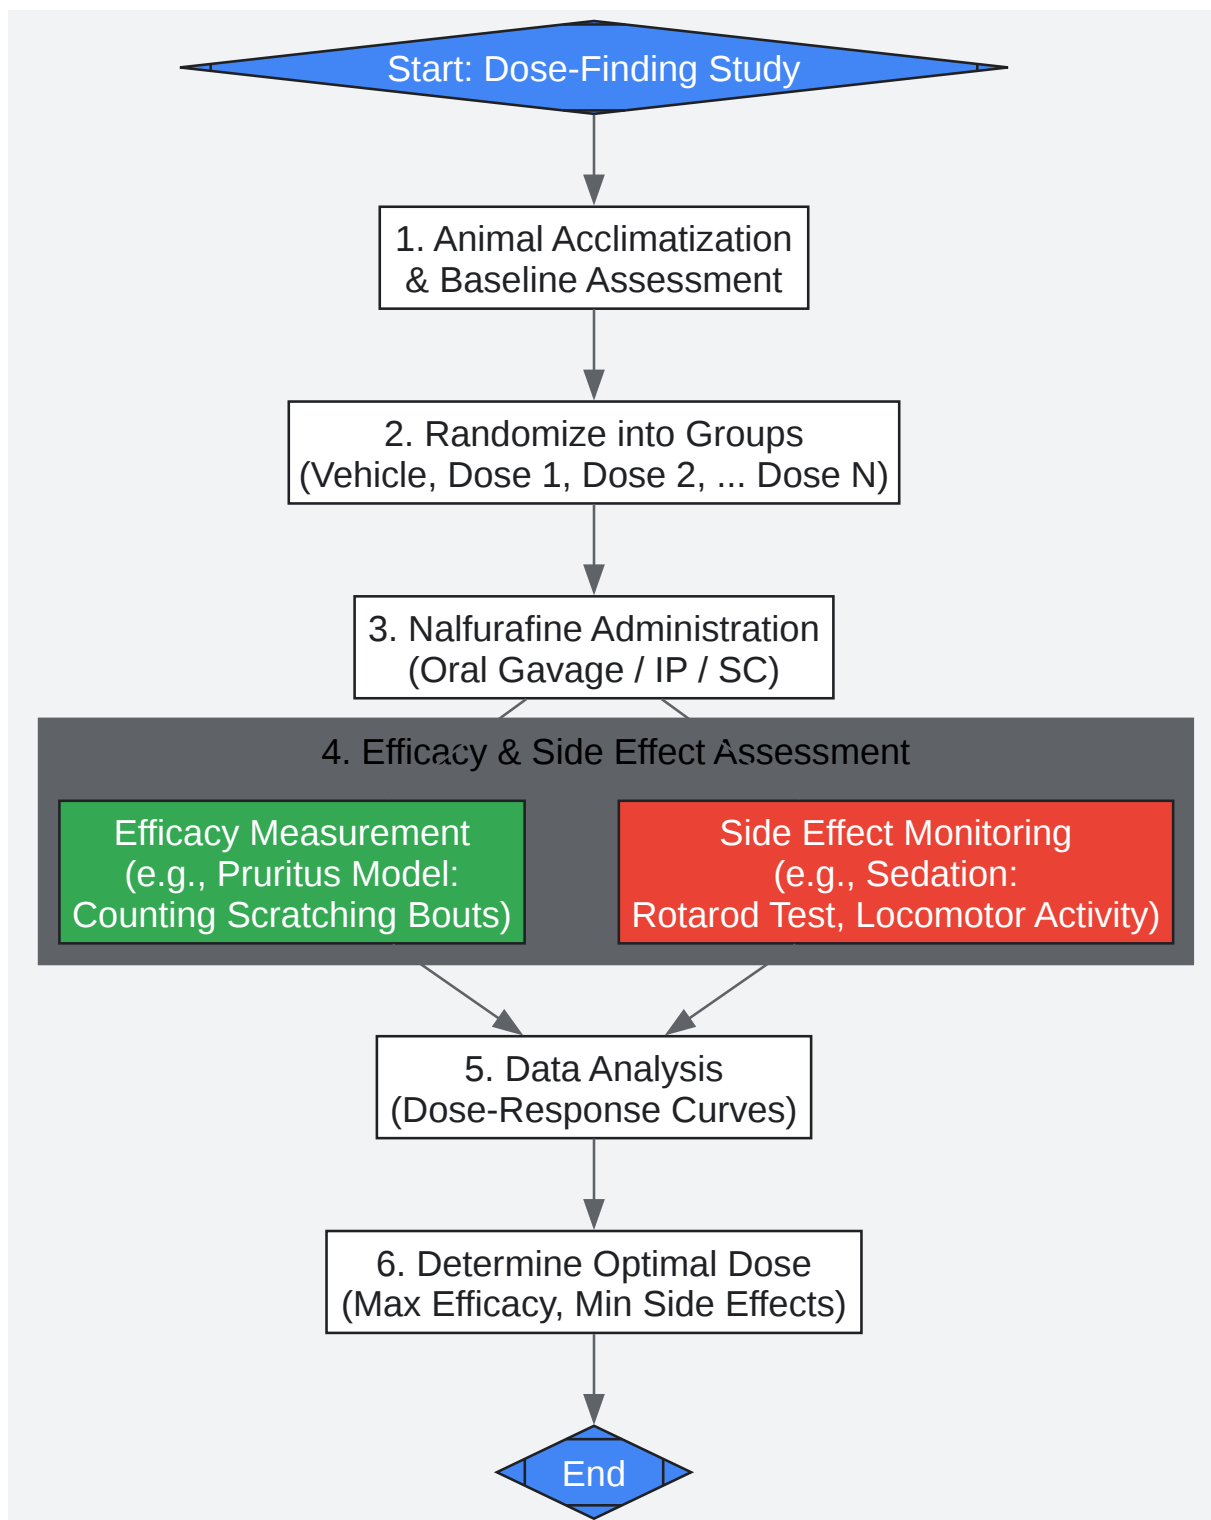 Start: Dose-Finding Study
1. Animal Acclimatization
& Baseline Assessment
2. Randomize into Groups
(Vehicle, Dose 1, Dose 2, ... Dose N)
3. Nalfurafine Administration
(Oral Gavage / IP / SC)
4. Efficacy & Side Effect Assessment
Efficacy Measurement
(e.g., Pruritus Model:
Counting Scratching Bouts)
Side Effect Monitoring
(e.g., Sedation:
Rotarod Test, Locomotor Activity)
5. Data Analysis
(Dose-Response Curves)
6. Determine Optimal Dose
(Max Efficacy, Min Side Effects)
End